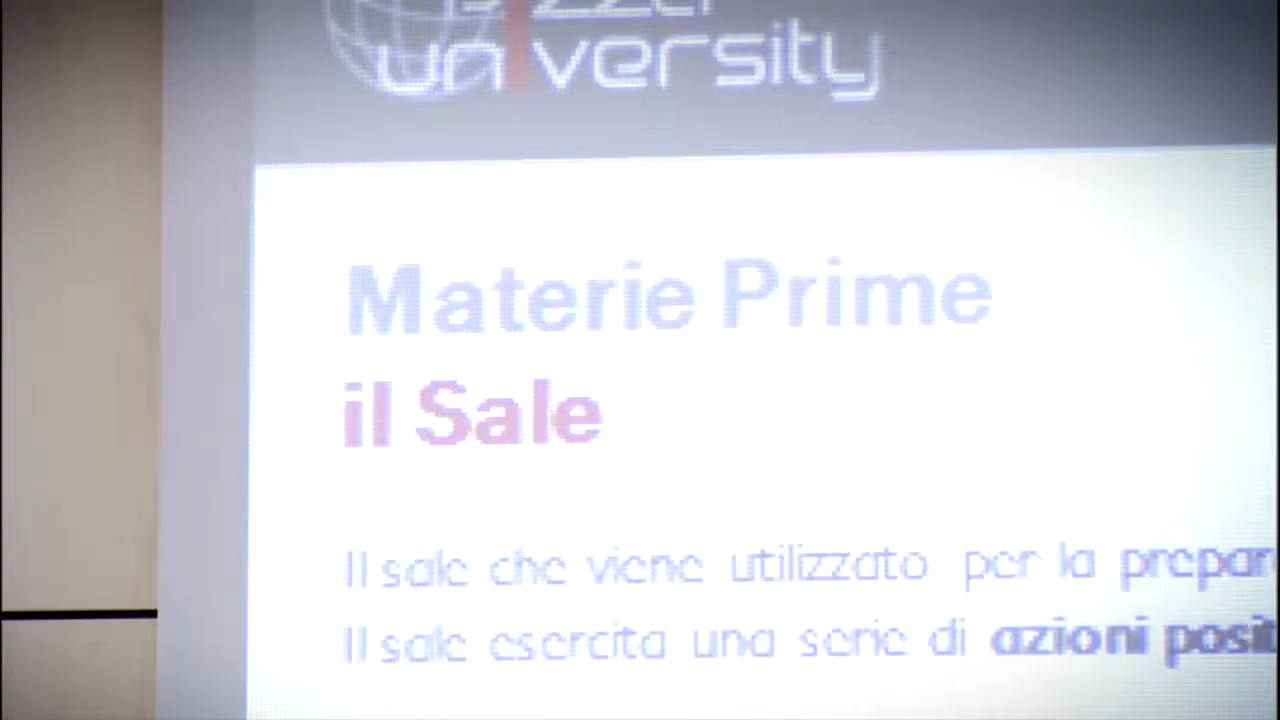 university
Materie Prime
il Sale
Il sale che viene utilizzato per la
Il sale esercita una serie di azioni